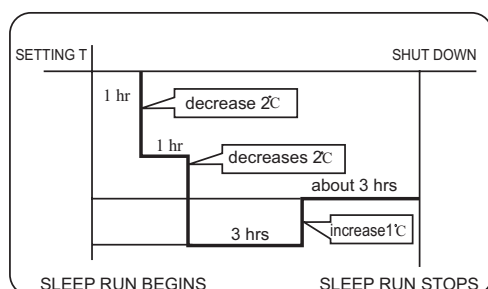 SETTING T
SHUT DOWN
1 hr
decrease 2℃
1 hr
decreases 2℃
about 3 hrs
3 hrs
increase1℃
SLEEP RUN BEGINS
SLEEP RUN STOPS